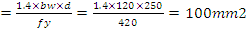 = 1.4×bw×d / fy = 1.4×120×250 / 420 = 100mm2